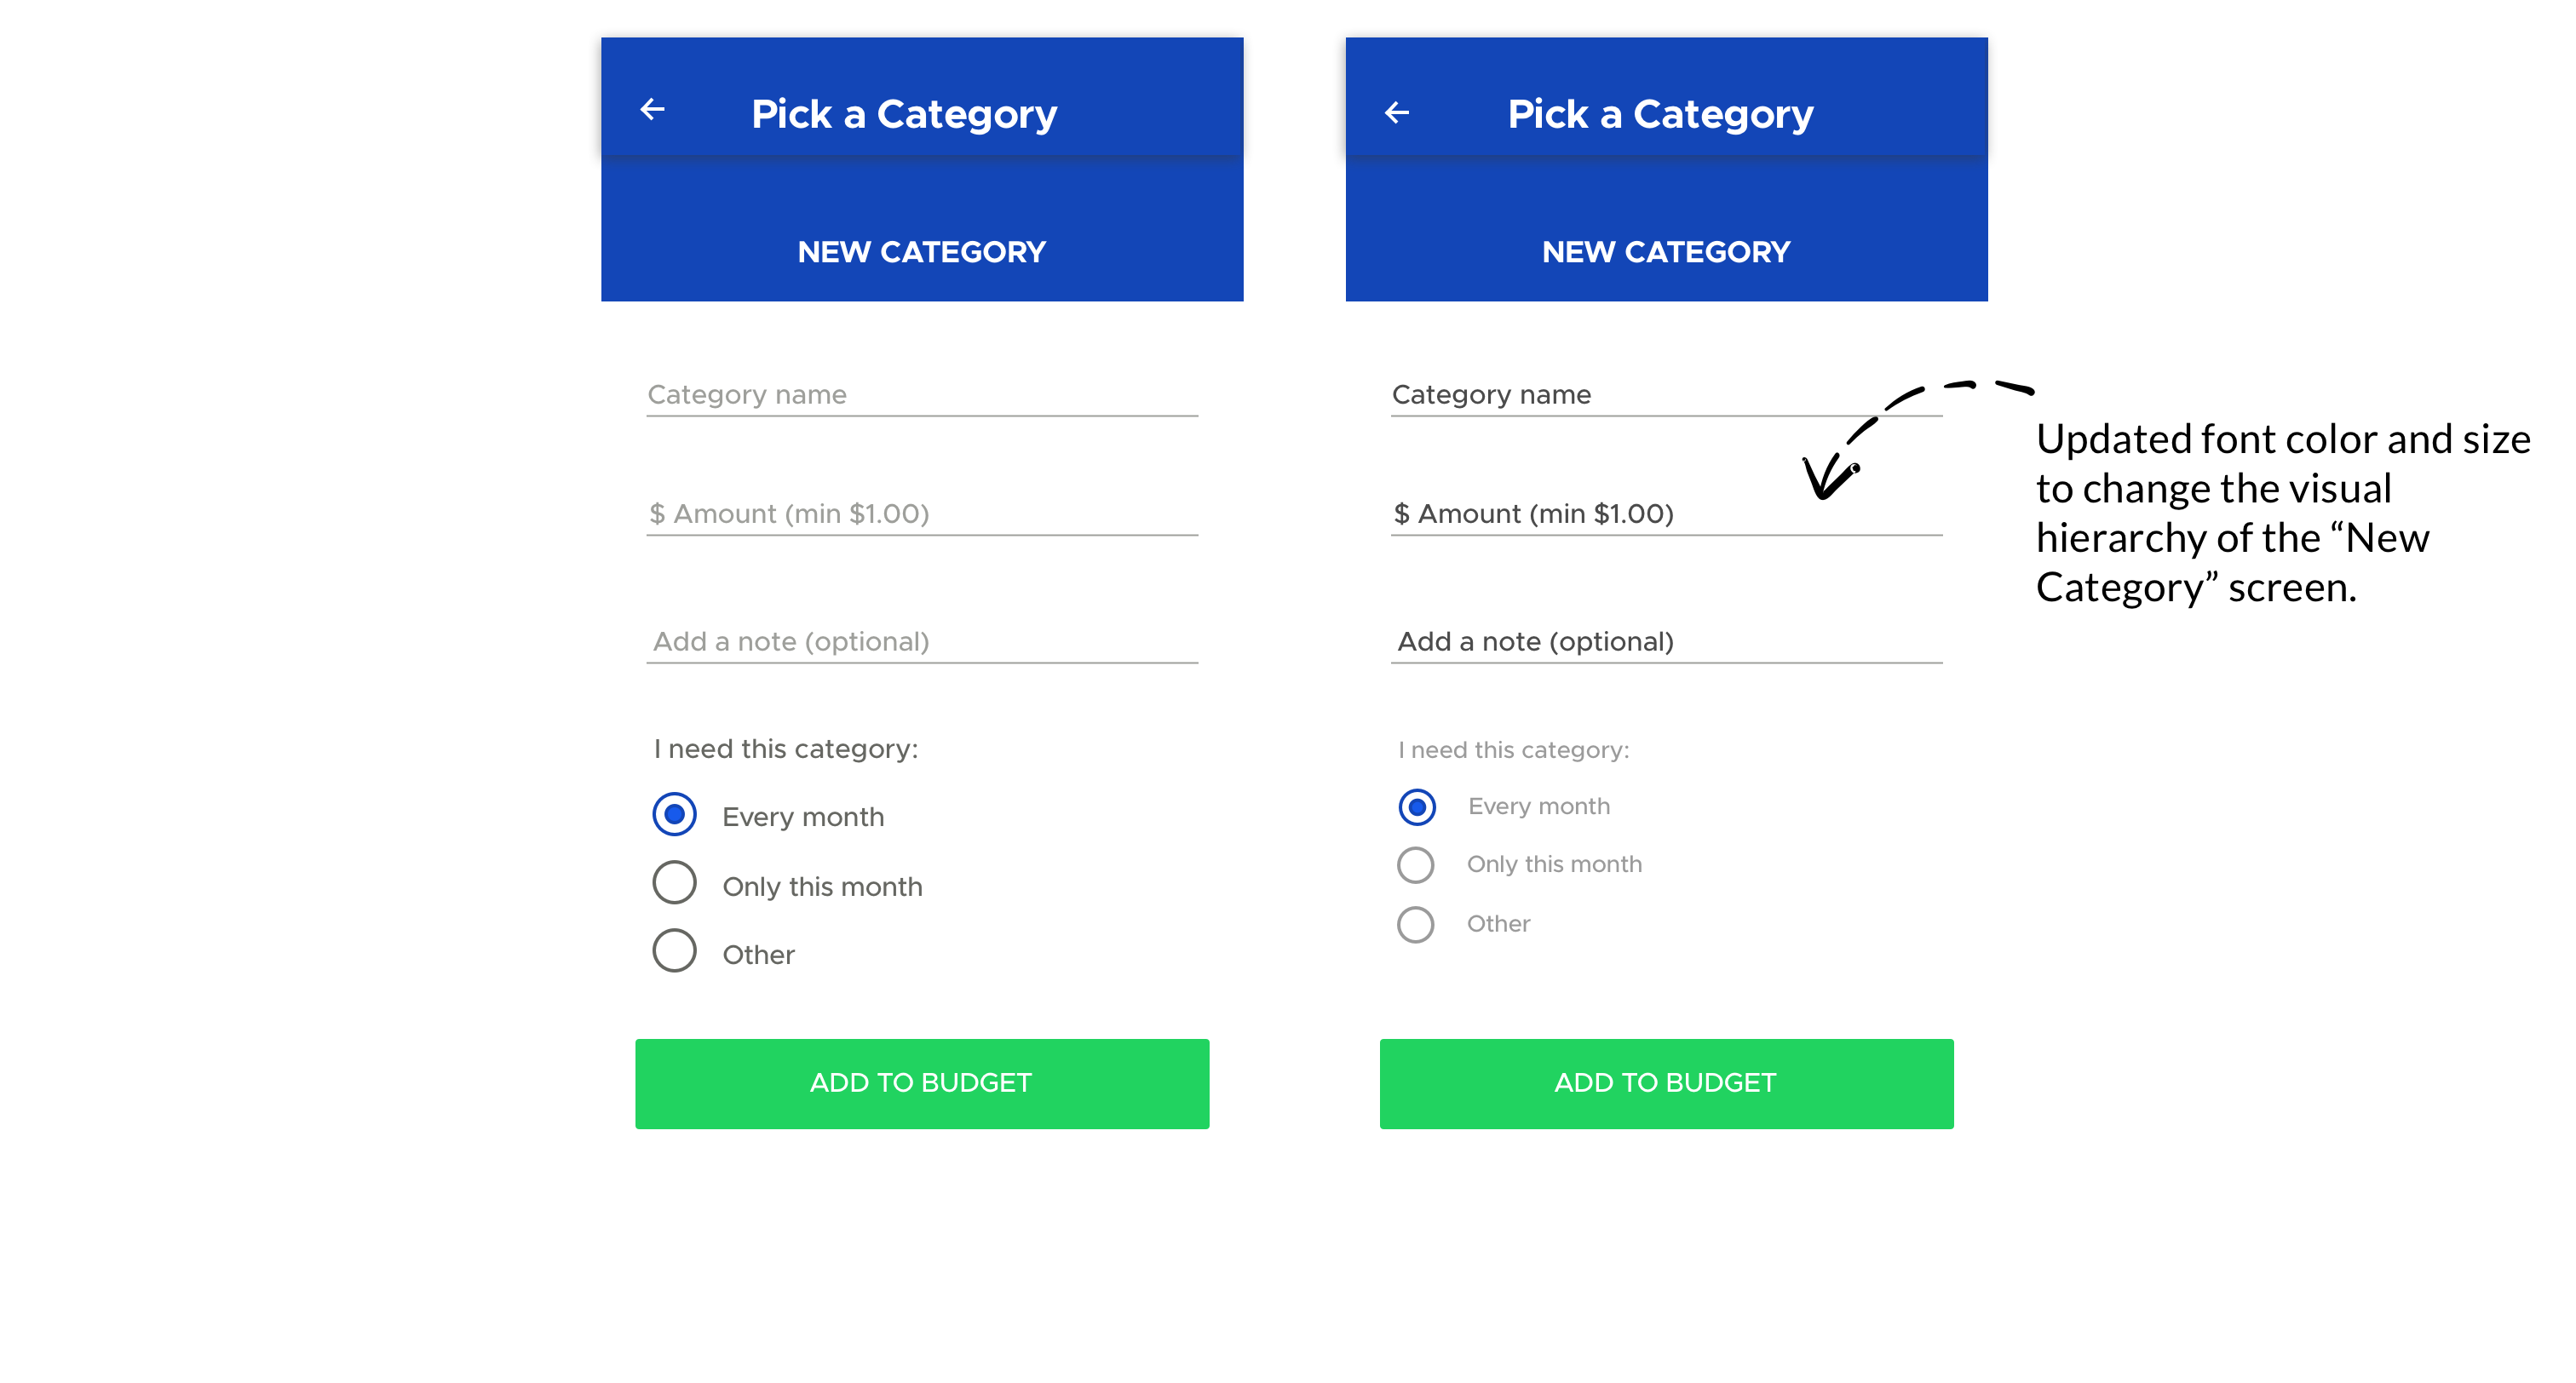 Pick a Category
NEW CATEGORY
Category name
$ Amount (min $1.00)
Add a note (optional)
I need this category:
Every month
Only this month
Other
ADD TO BUDGET
Pick a Category
NEW CATEGORY
Category name
$ Amount (min $1.00)
Add a note (optional)
I need this category:
Every month
Only this month
Other
ADD TO BUDGET
Updated font color and size
to change the visual
hierarchy of the “New
Category” screen.